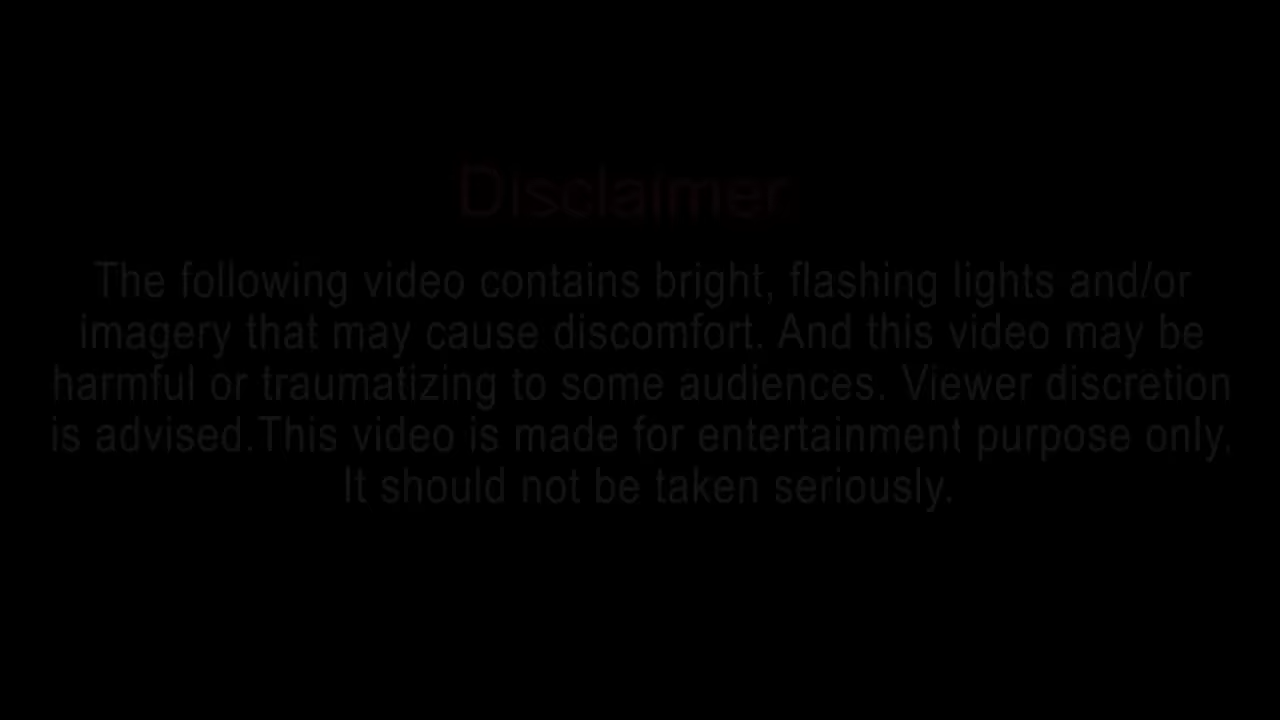 Disclaimer
The following video contains bright, flashing lights and/or
imagery that may cause discomfort. And this video may be
harmful or traumatizing to some audiences. Viewer discretion
is advised.This video is made for entertainment purpose only.
It should not be taken seriously.